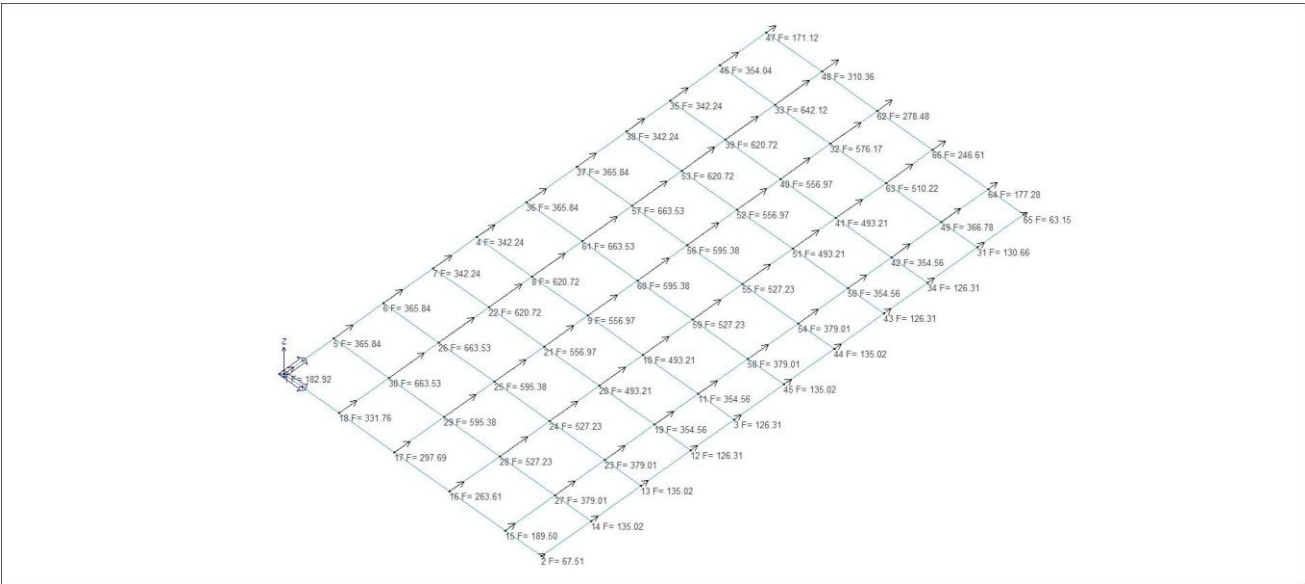 47 F= 171.12
46 F= 354.04
48 F= 310.36
35 F= 342.24
33 F= 642.12
62 F= 278.48
38 F= 342.24
39 F= 620.72
32 F= 576.17
66 F= 246.61
37 F= 365.84
53 F= 620.72
40 F= 556.97
63 F= 510.22
64 F= 177.28
36 F= 365.84
57 F= 663.53
52 F= 556.97
41 F= 493.21
49 F= 366.78
65 F= 63.15
4 F= 342.24
61 F= 663.53
56 F= 595.38
51 F= 493.21
42 F= 354.56
31 F= 130.66
7 F= 342.24
8 F= 620.72
60 F= 595.38
55 F= 527.23
50 F= 354.56
34 F= 126.31
6 F= 365.84
22 F= 620.72
9 F= 556.97
59 F= 527.23
54 F= 379.01
43 F= 126.31
Z
5 F= 365.84
26 F= 663.53
21 F= 556.97
10 F= 493.21
58 F= 379.01
44 F= 135.02
F= 182.92
30 F= 663.53
25 F= 595.38
20 F= 493.21
11 F= 354.56
45 F= 135.02
18 F= 331.76
29 F= 595.38
24 F= 527.23
19 F= 354.56
3 F= 126.31
17 F= 297.69
28 F= 527.23
23 F= 379.01
12 F= 126.31
16 F= 263.61
27 F= 379.01
13 F= 135.02
15 F= 189.50
14 F= 135.02
2 F= 67.51